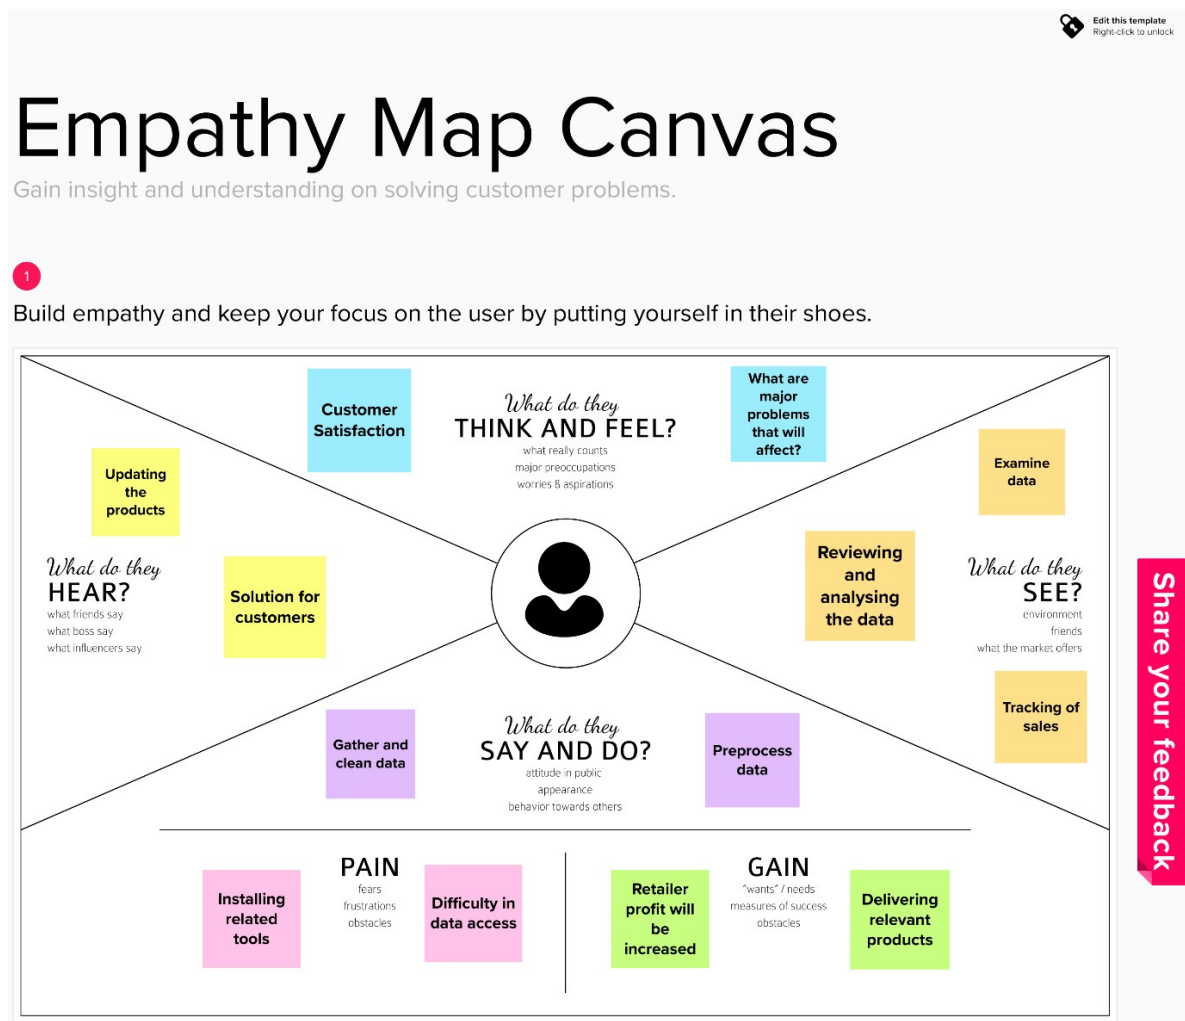 Edit this template
Right-click to unlock
Empathy Map Canvas
Gain insight and understanding on solving customer problems.
1
Build empathy and keep your focus on the user by putting yourself in their shoes.
Customer
Satisfaction
What do they
THINK AND FEEL?
what really counts
major preoccupations
worries & aspirations
What are
major
problems
that will
affect?
Updating
the
products
What do they
HEAR?
what friends say
what boss say
what influencers say
Solution for
customers
Examine
data
Reviewing
and
analysing
the data
What do they
SEE?
environment
friends
what the market offers
Tracking of
sales
Gather and
clean data
What do they
SAY AND DO?
attitude in public
appearance
behavior towards others
Preprocess
data
Installing
related
tools
PAIN
fears
frustrations
obstacles
Difficulty in
data access
Retailer
profit will
be
increased
GAIN
"wants" / needs
measures of success
obstacles
Delivering
relevant
products
Share your feedback